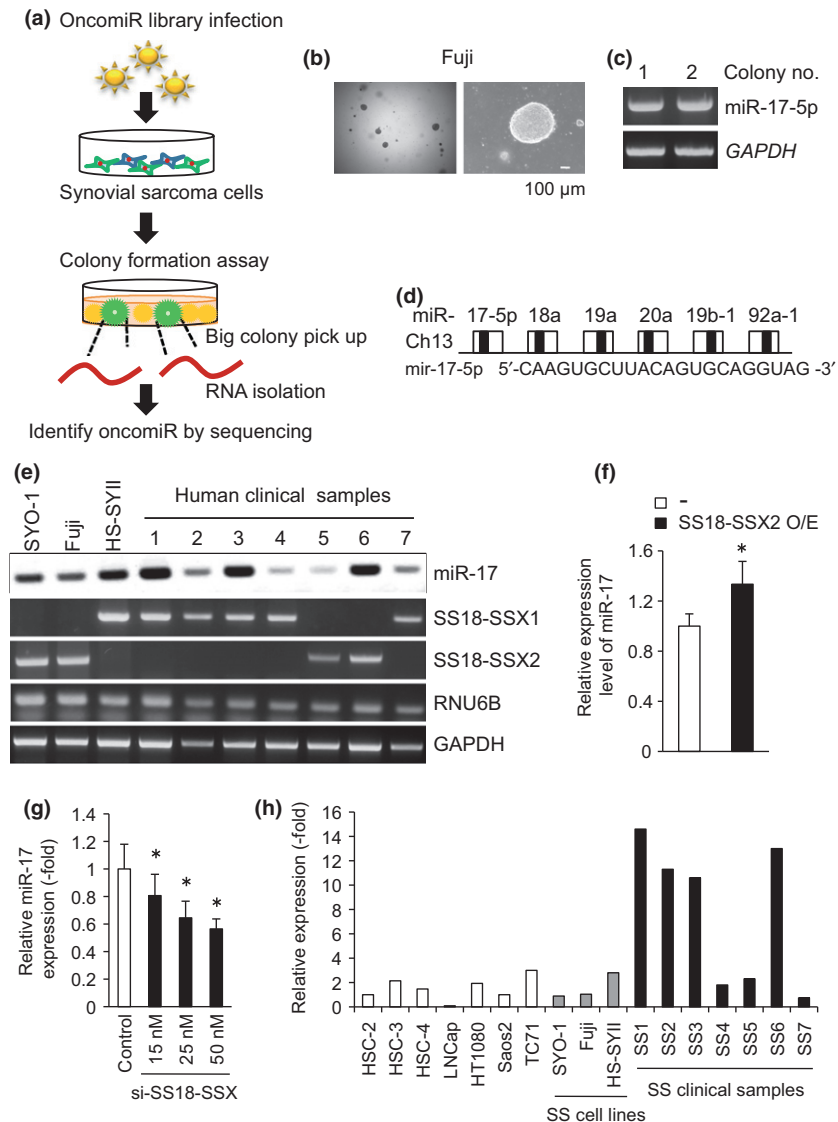 (a) OncomiR library infection
Synovial sarcoma cells
Colony formation assay
Big colony pick up
RNA isolation
Identify oncomiR by sequencing
(b) Fuji
100 µm
(c) 1 2 Colony no.
miR-17-5p
GAPDH
(d) miR- 17-5p 18a 19a 20a 19b-1 92a-1
Ch13
mir-17-5p 5′-CAAGUGCUUACAGUGCAGGUAG -3′
(e) SYO-1 Fuji HS-SYII Human clinical samples
1 2 3 4 5 6 7
miR-17
SS18-SSX1
SS18-SSX2
RNU6B
GAPDH
(f)
-
SS18-SSX2 O/E
Relative expression
level of miR-17
1.6
1.2
0.8
0.4
0
*
(g)
Relative miR-17
expression (-fold)
1.4
1.2
1
0.8
0.6
0.4
0.2
0
* * *
Control 15 nM 25 nM 50 nM
si-SS18-SSX
(h)
Relative expression (-fold)
16
14
12
10
8
6
4
2
0
HSC-2 HSC-3 HSC-4 LNCap HT1080 Saos2 TC71 SYO-1 Fuji HS-SYII SS1 SS2 SS3 SS4 SS5 SS6 SS7
SS cell lines
SS clinical samples